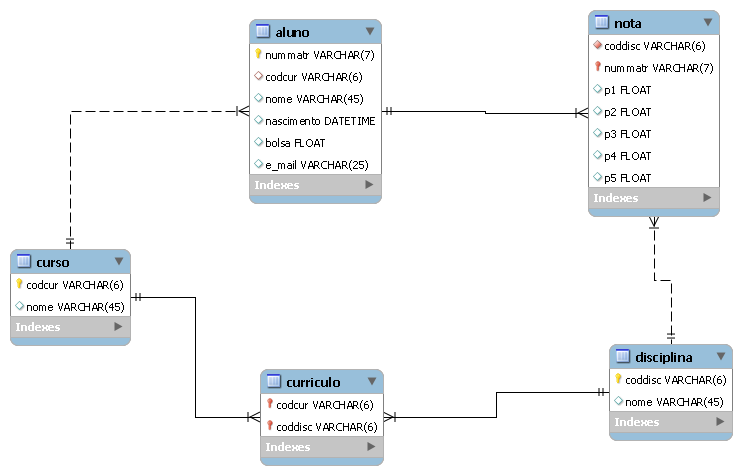 aluno
nummatr VARCHAR(7)
codcur VARCHAR(6)
nome VARCHAR(45)
nascimento DATETIME
bolsa FLOAT
e_mail VARCHAR(25)
Indexes
nota
coddisc VARCHAR(6)
nummatr VARCHAR(7)
p1 FLOAT
p2 FLOAT
p3 FLOAT
p4 FLOAT
p5 FLOAT
Indexes
curso
codcur VARCHAR(6)
nome VARCHAR(45)
Indexes
curriculo
codcur VARCHAR(6)
coddisc VARCHAR(6)
Indexes
disciplina
coddisc VARCHAR(6)
nome VARCHAR(45)
Indexes